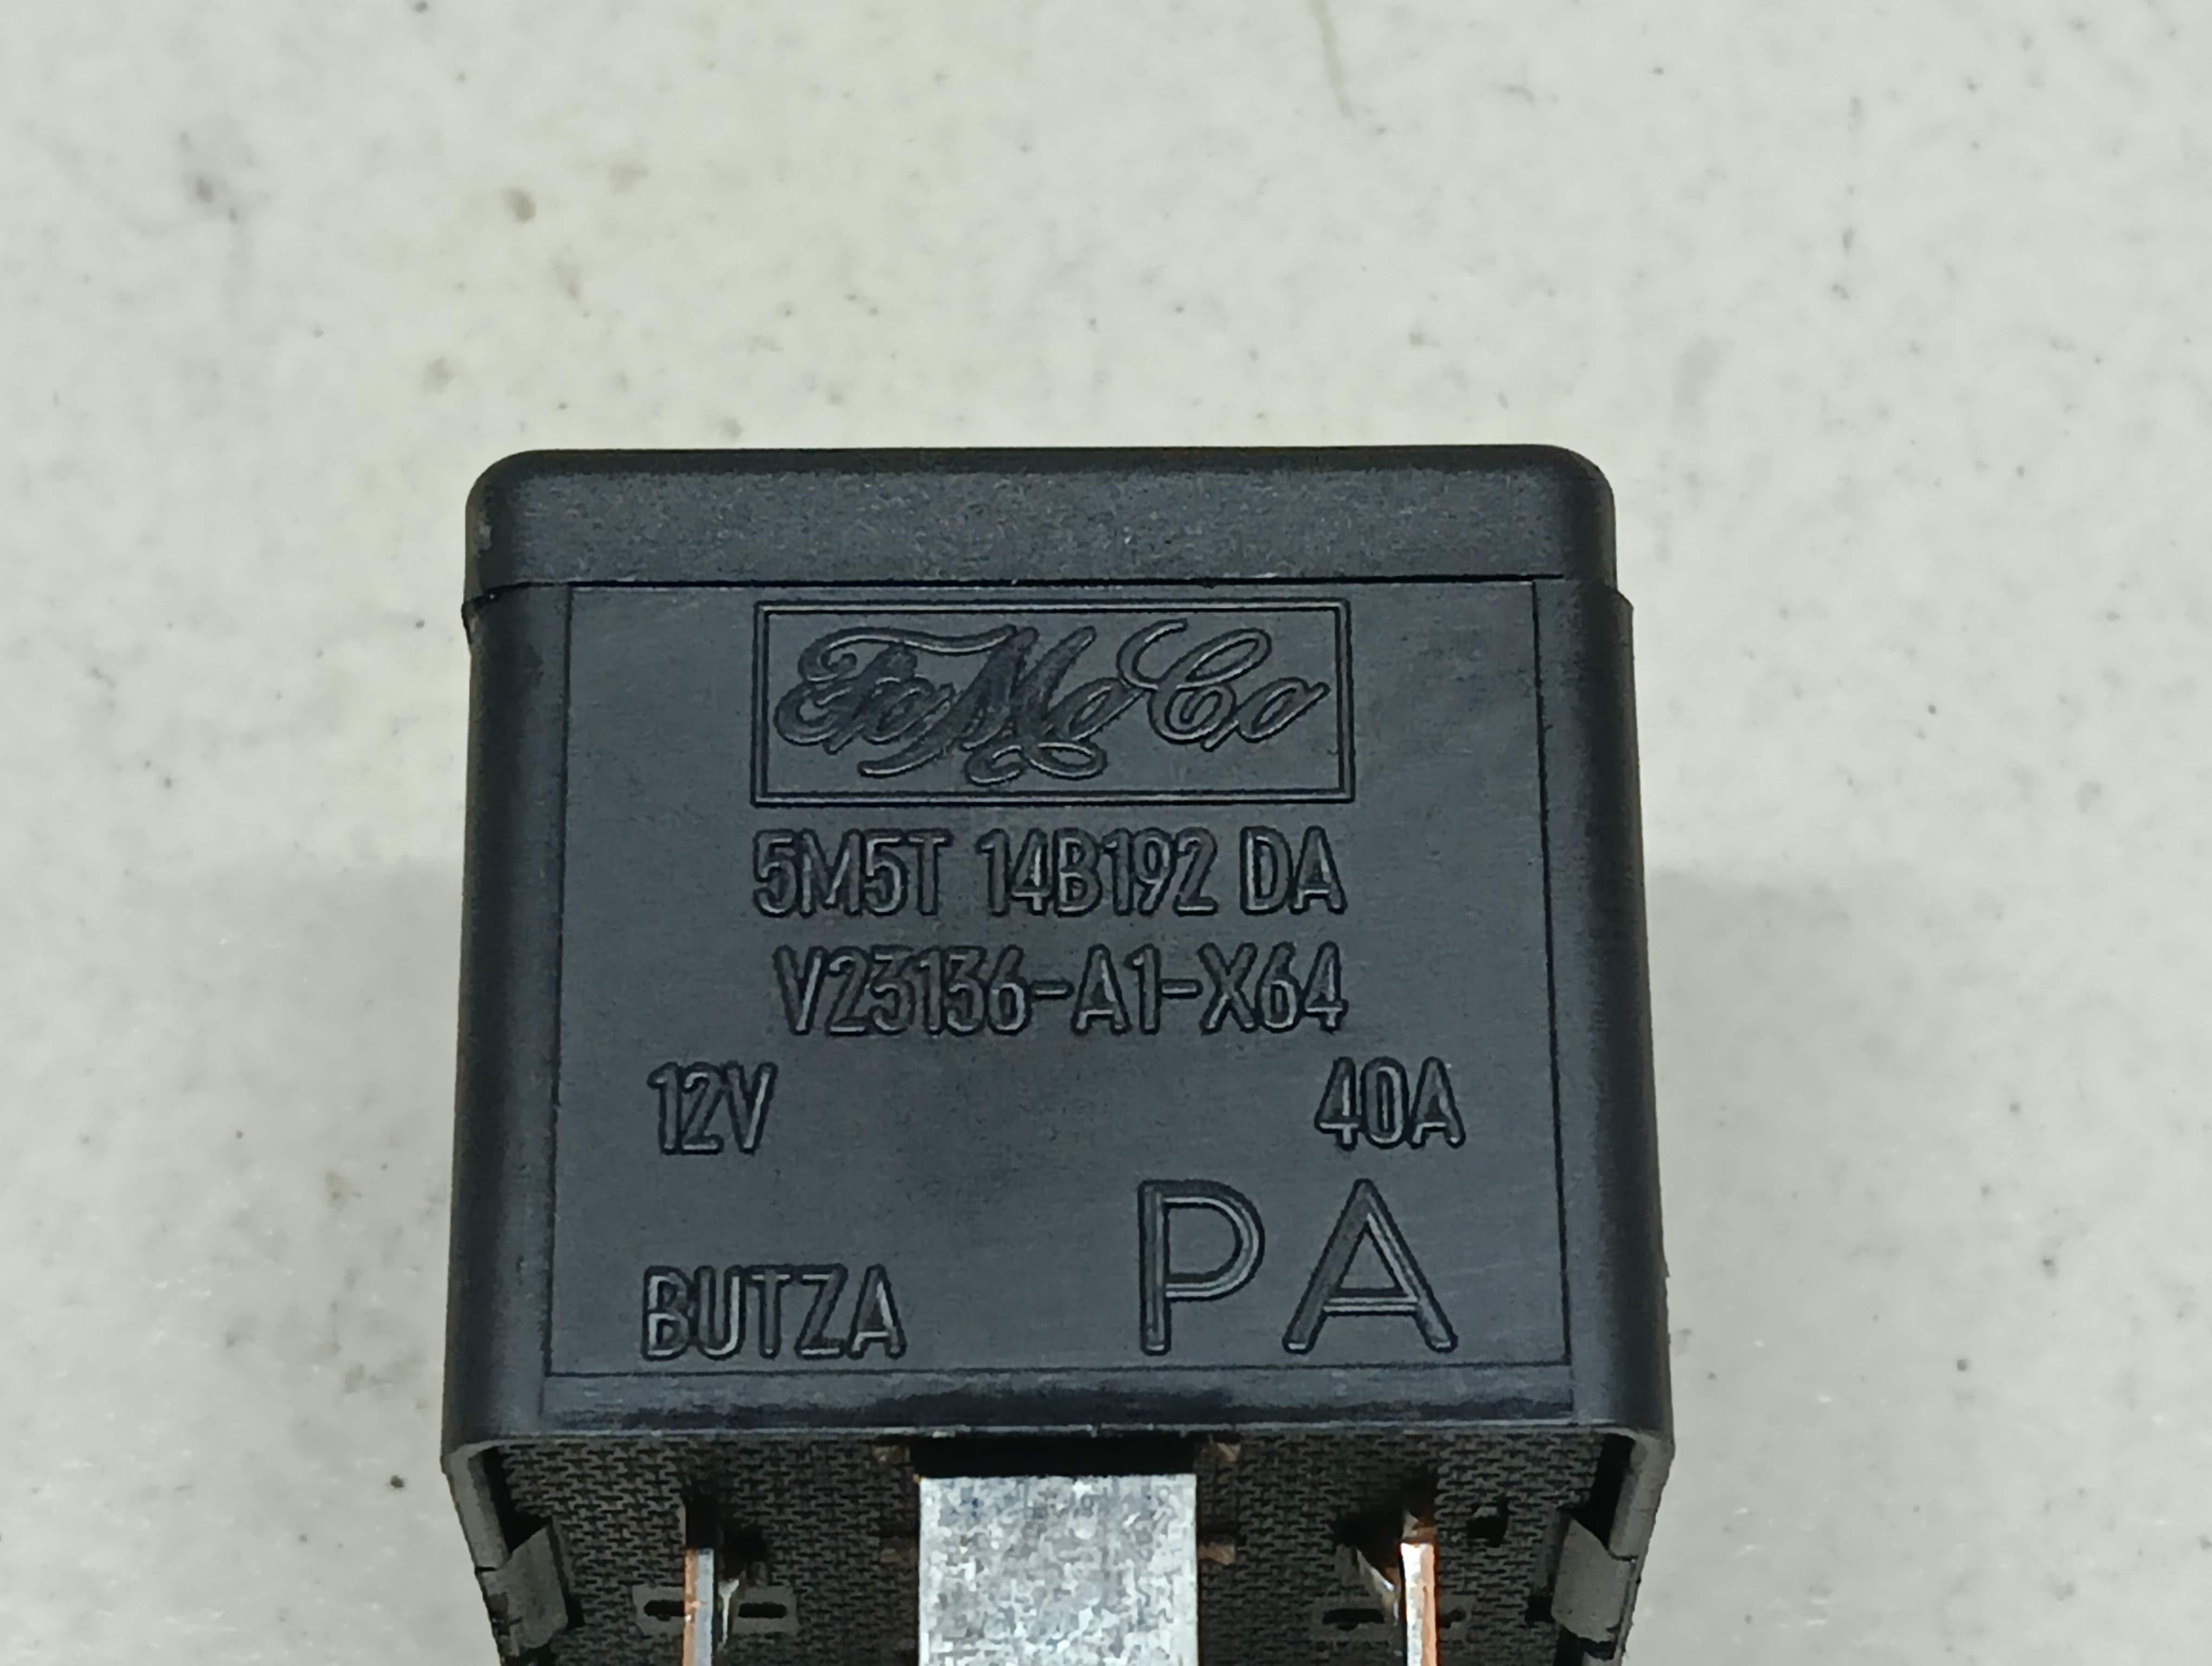 FoMoCo
5M5T 14B192 DA
V23136-A1-X64
12V 40A
BUTZA PA